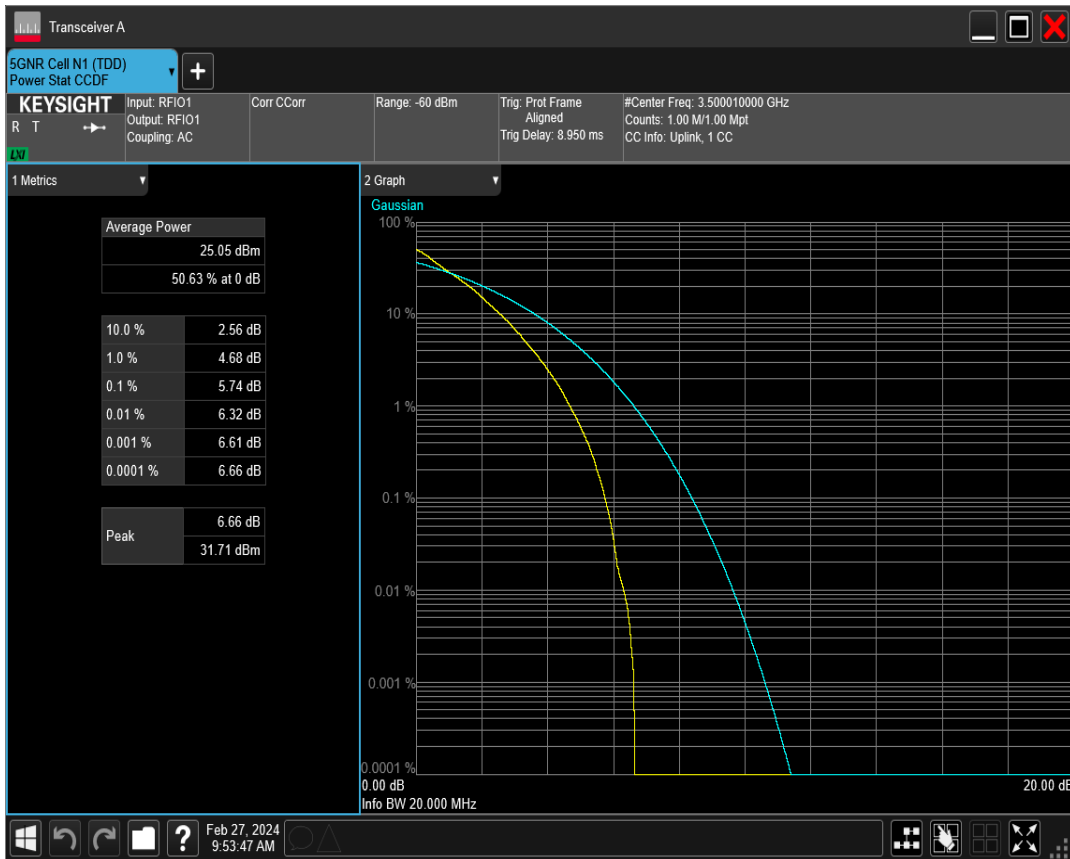 Transceiver A
5GNR Cell N1 (TDD)
Power Stat CCDF
+
KEYSIGHT
R T
LXI
Input: RFIO1
Output: RFIO1
Coupling: AC
Corr CCorr
Range: -60 dBm
Trig: Prot Frame
Aligned
Trig Delay: 8.950 ms
#Center Freq: 3.500010000 GHz
Counts: 1.00 M/1.00 Mpt
CC Info: Uplink, 1 CC
1 Metrics
Average Power
25.05 dBm
50.63 % at 0 dB
10.0 % 2.56 dB
1.0 % 4.68 dB
0.1 % 5.74 dB
0.01 % 6.32 dB
0.001 % 6.61 dB
0.0001 % 6.66 dB
Peak
6.66 dB
31.71 dBm
2 Graph
Gaussian
100 %
10 %
1 %
0.1 %
0.01 %
0.001 %
0.0001 %
0.00 dB 20.00 dB
Info BW 20.000 MHz
?
Feb 27, 2024
9:53:47 AM